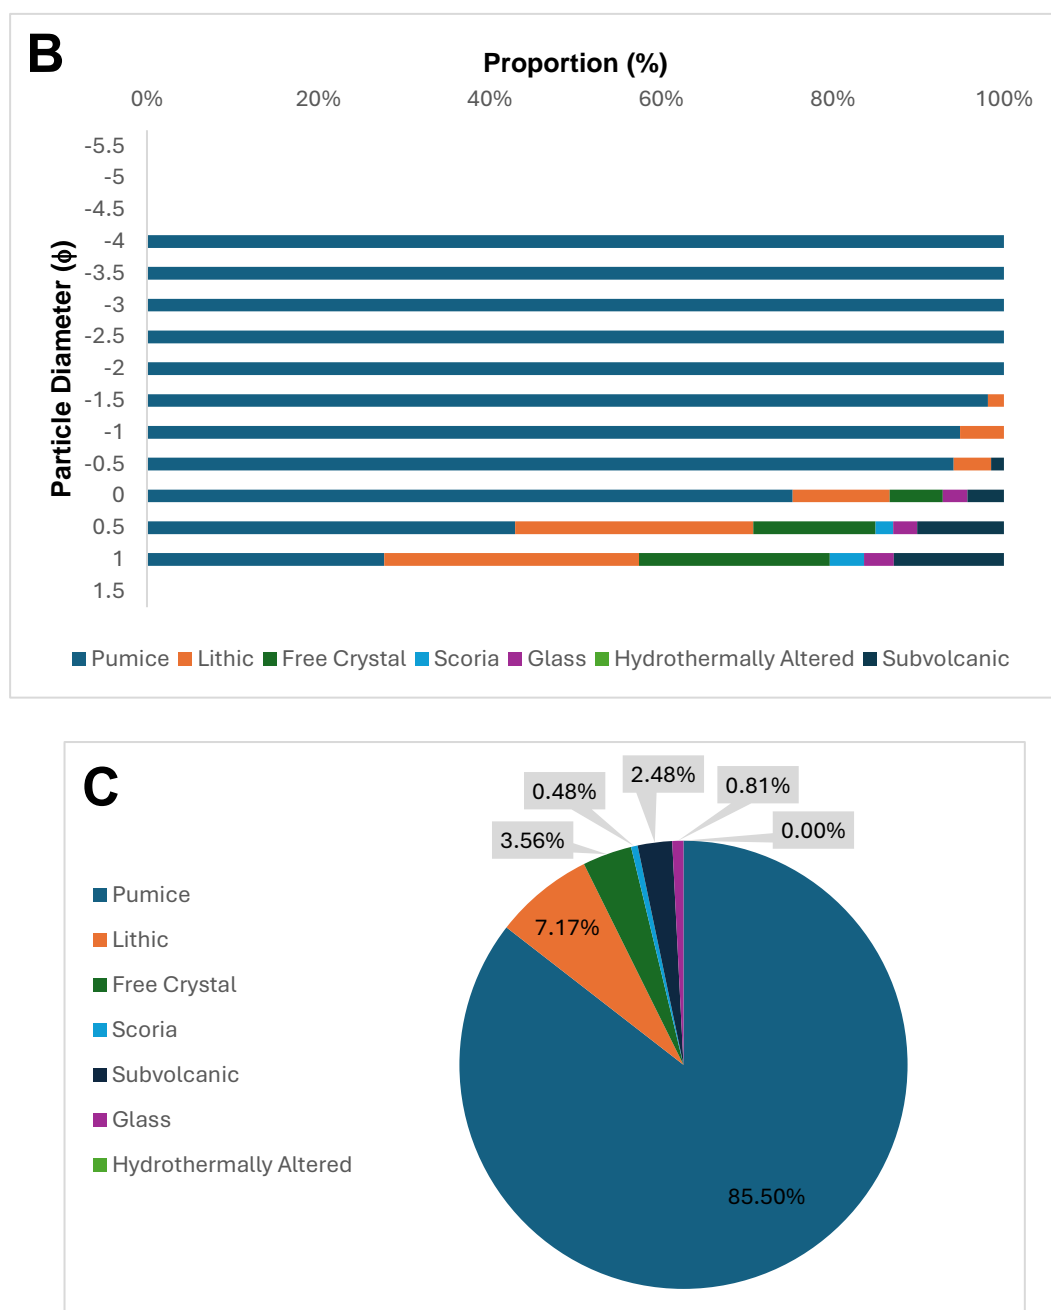 B
Proportion (%)
0% 20% 40% 60% 80% 100%
Particle Diameter (ϕ)
-5.5
-5
-4.5
-4
-3.5
-3
-2.5
-2
-1.5
-1
-0.5
0
0.5
1
1.5
Pumice Lithic Free Crystal Scoria Glass Hydrothermally Altered Subvolcanic
C
2.48%
0.81%
0.48%
0.00%
3.56%
7.17%
85.50%
Pumice
Lithic
Free Crystal
Scoria
Subvolcanic
Glass
Hydrothermally Altered